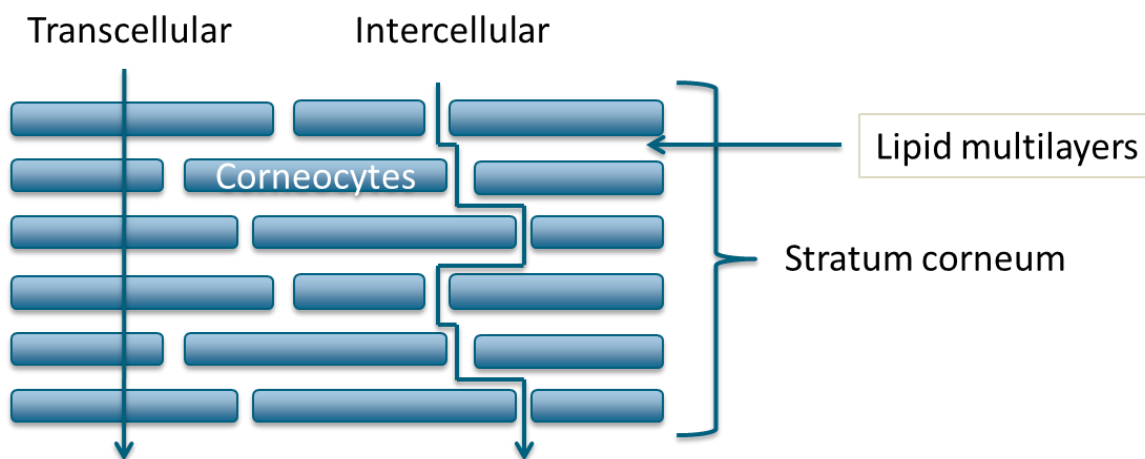 Transcellular
Intercellular
Lipid multilayers
Corneocytes
Stratum corneum